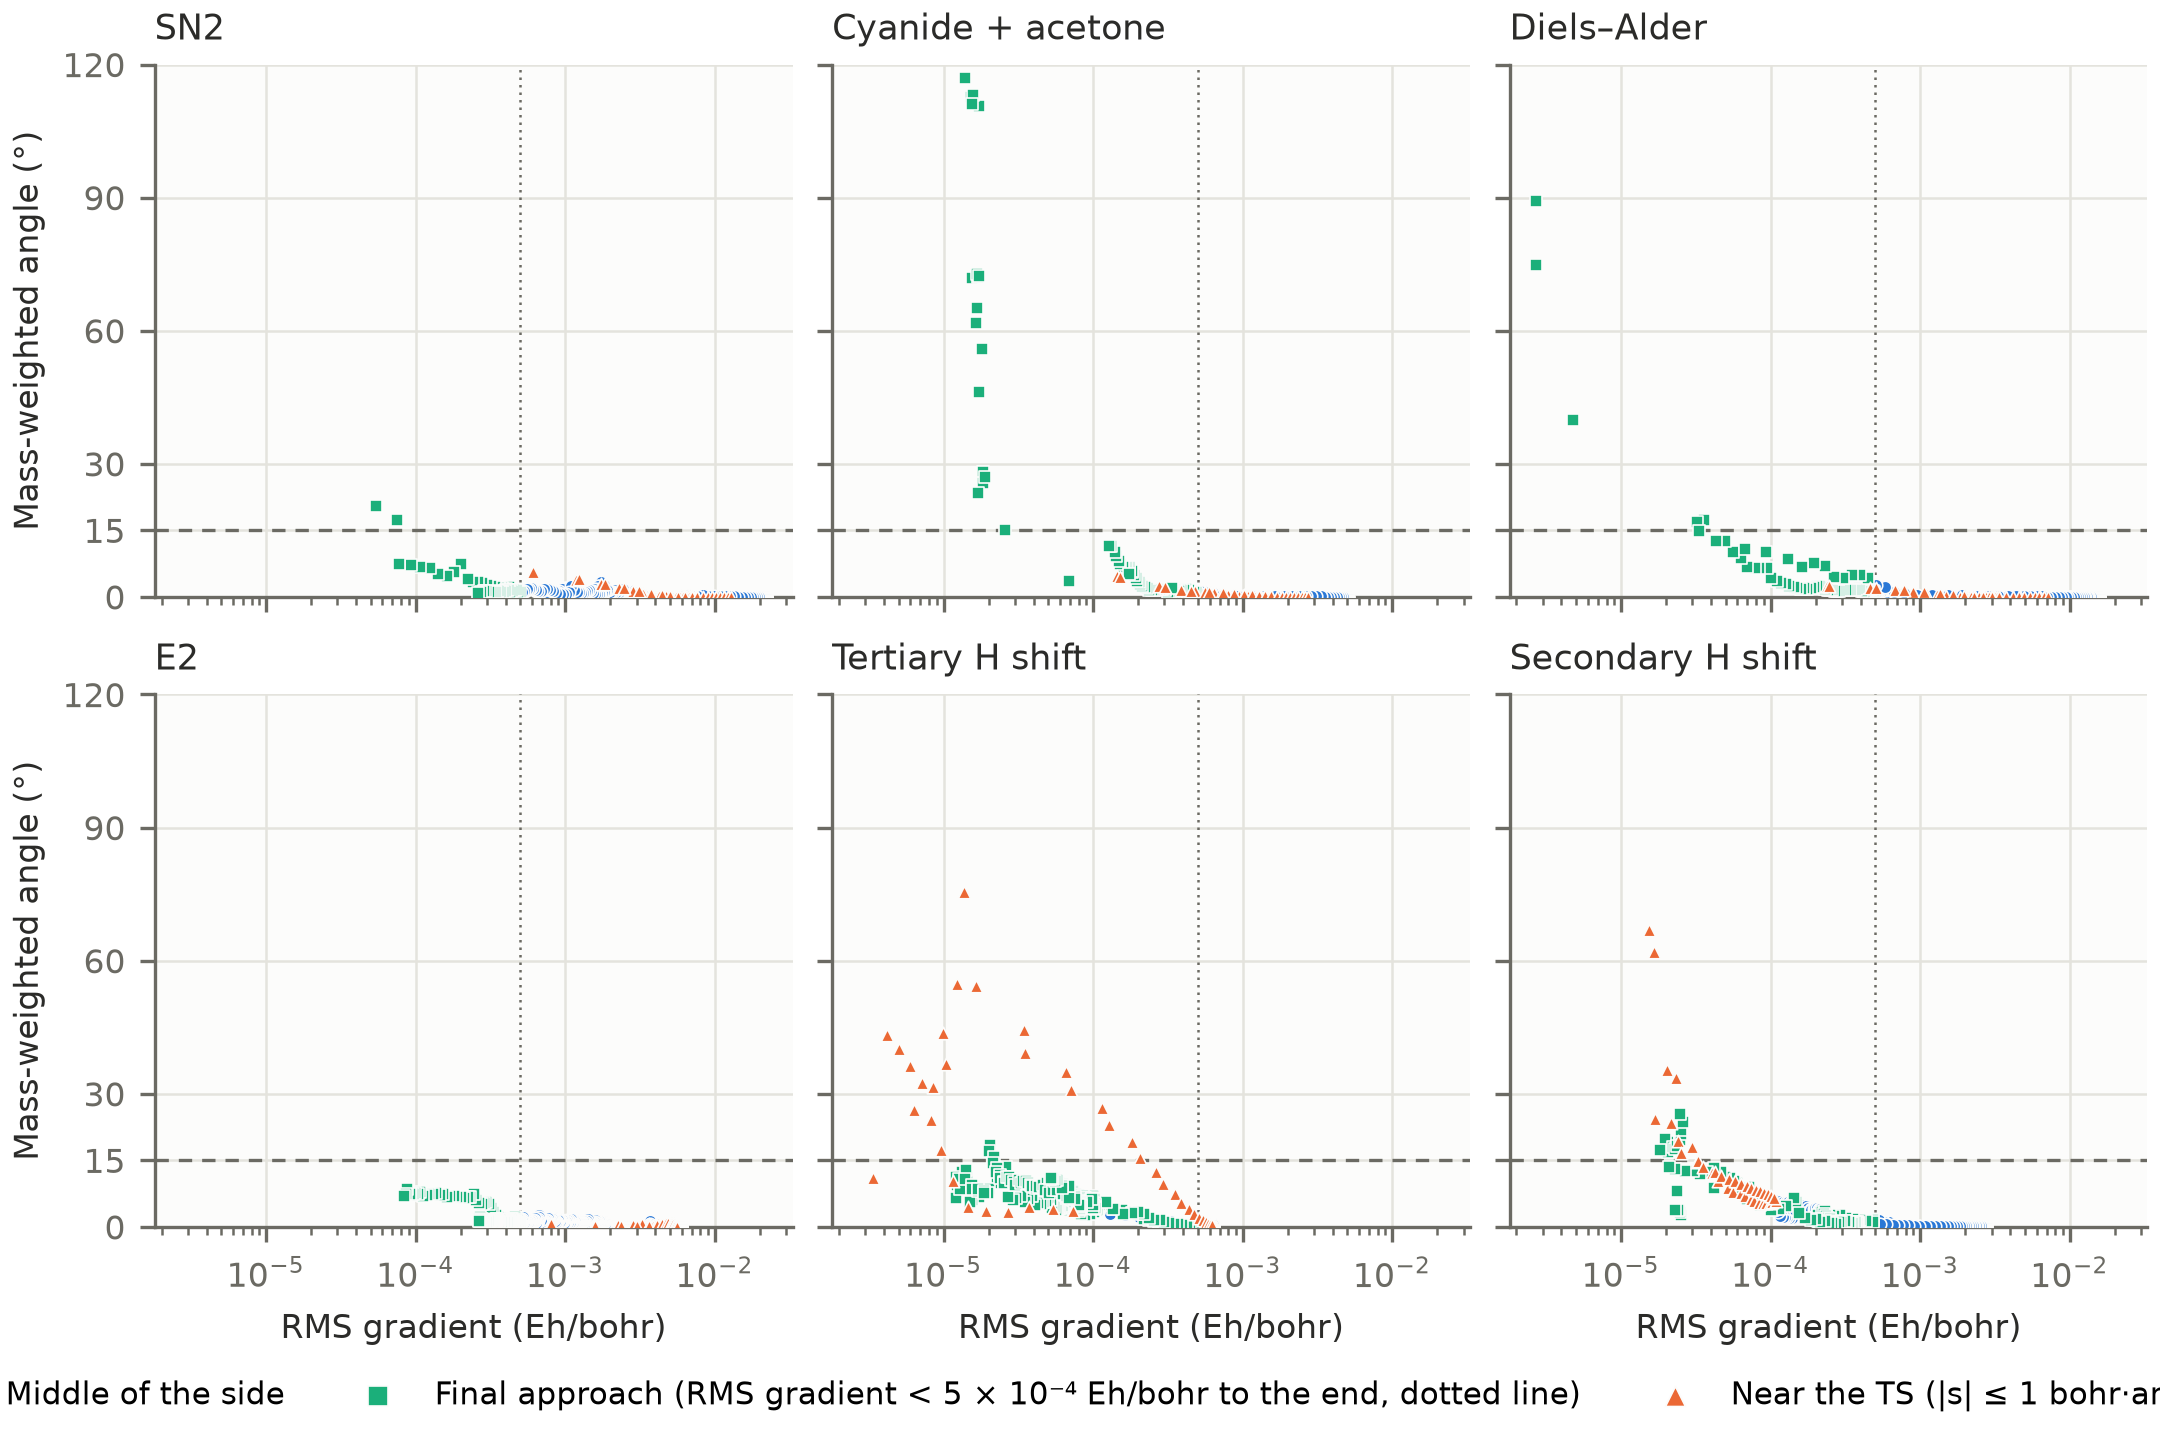 SN2
Cyanide + acetone
Diels–Alder
Mass-weighted angle (°)
120
90
60
30
15
0
E2
Tertiary H shift
Secondary H shift
Mass-weighted angle (°)
120
90
60
30
15
0
10⁻⁵ 10⁻⁴ 10⁻³ 10⁻²
10⁻⁵ 10⁻⁴ 10⁻³ 10⁻²
10⁻⁵ 10⁻⁴ 10⁻³ 10⁻²
RMS gradient (Eh/bohr)
RMS gradient (Eh/bohr)
RMS gradient (Eh/bohr)
Middle of the side
Final approach (RMS gradient < 5 × 10⁻⁴ Eh/bohr to the end, dotted line)
Near the TS (|s| ≤ 1